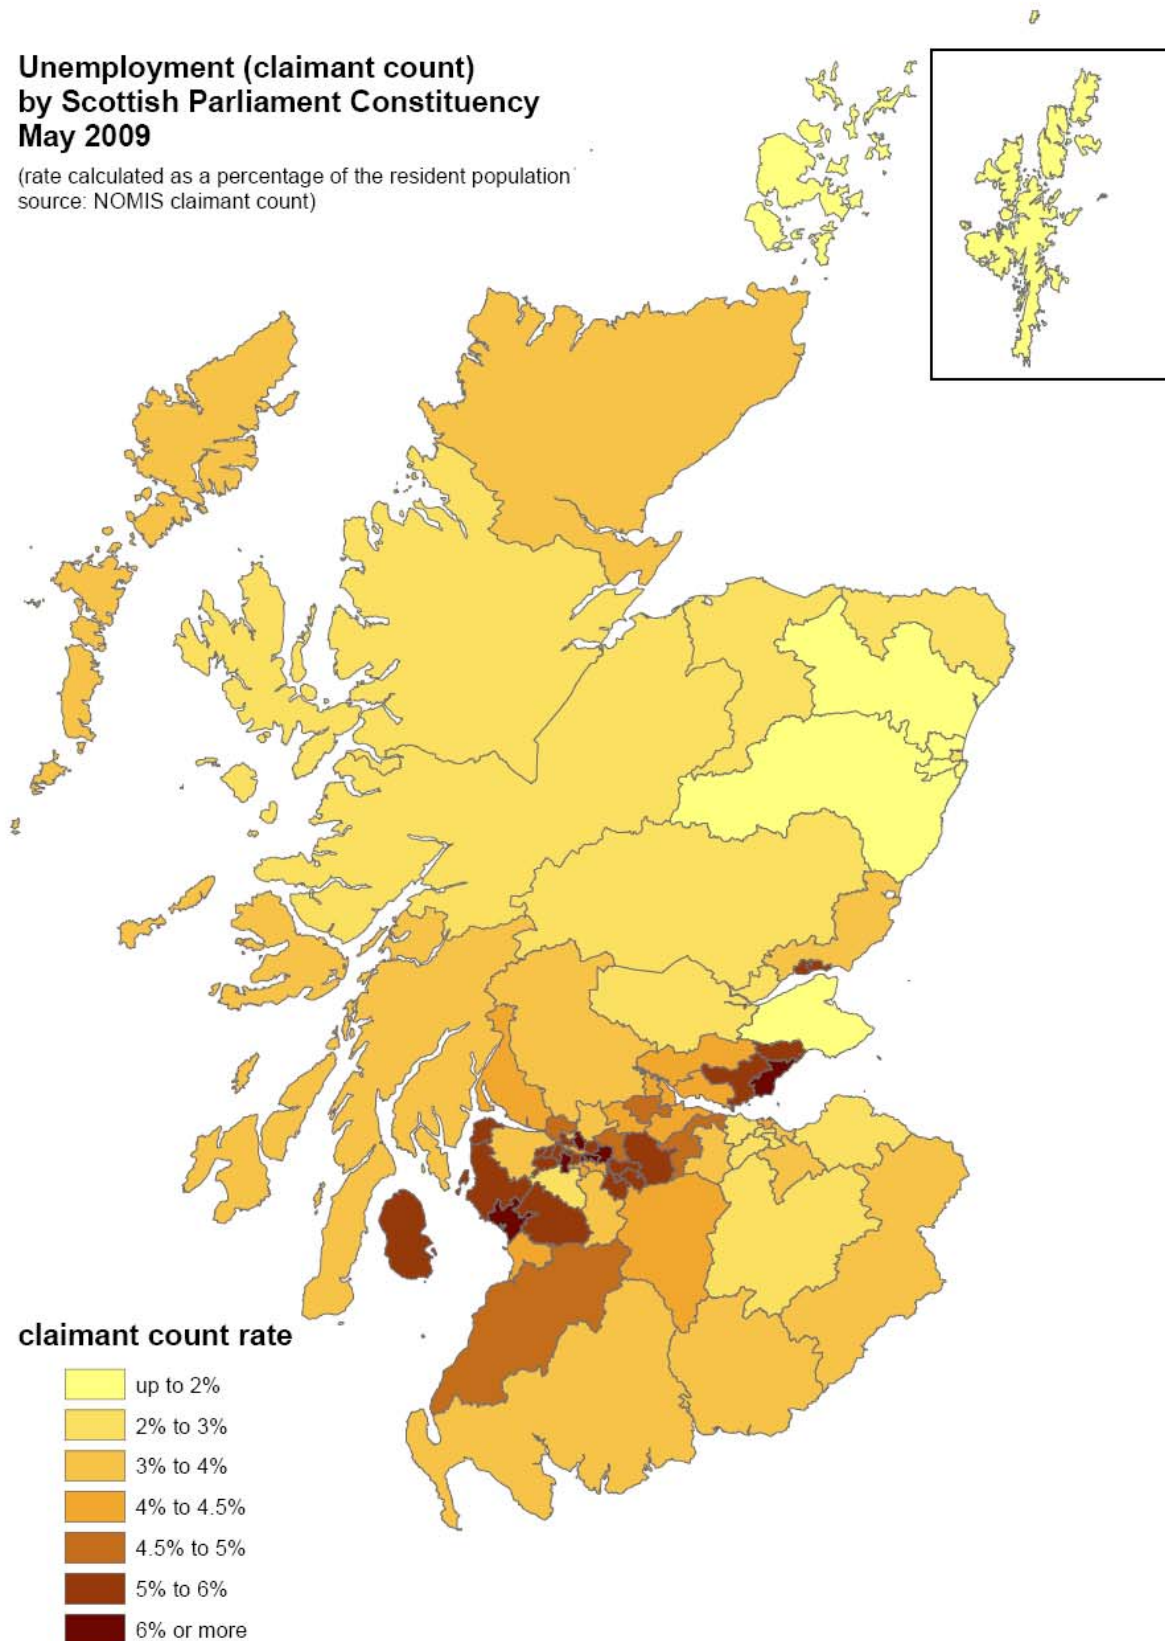 Unemployment (claimant count)
by Scottish Parliament Constituency
May 2009
(rate calculated as a percentage of the resident population
source: NOMIS claimant count)
claimant count rate
up to 2%
2% to 3%
3% to 4%
4% to 4.5%
4.5% to 5%
5% to 6%
6% or more